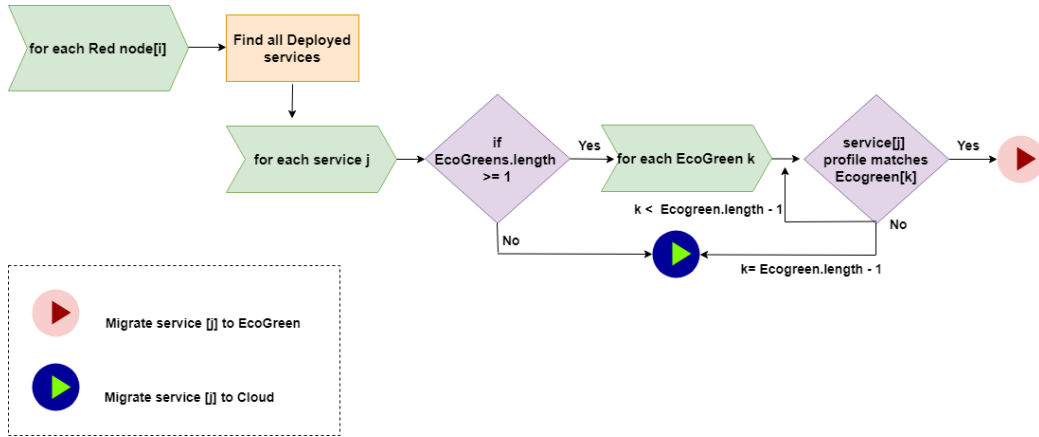 for each Red node[i]
Find all Deployed
services
for each service j
if
EcoGreens.length
>= 1
Yes
for each EcoGreen k
service[j]
profile matches
Ecogreen[k]
Yes
k < Ecogreen.length - 1
No
No
k= Ecogreen.length - 1
Migrate service [j] to EcoGreen
Migrate service [j] to Cloud